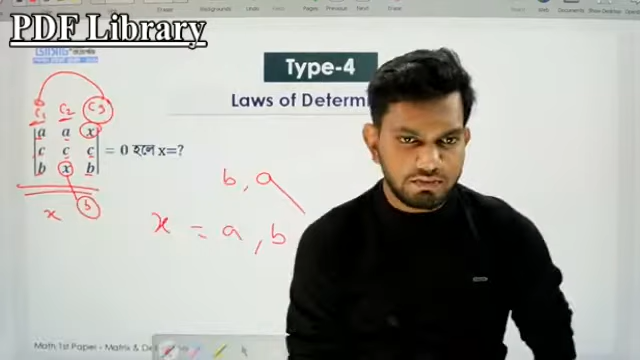 PDF Library
Type-4
Laws of Determi
C₁ C₂ C₃
a a x
c c c
b x b
= 0 হলে x=?
b
x
b, a
x = a, b
Math 1st Paper - Matrix & De